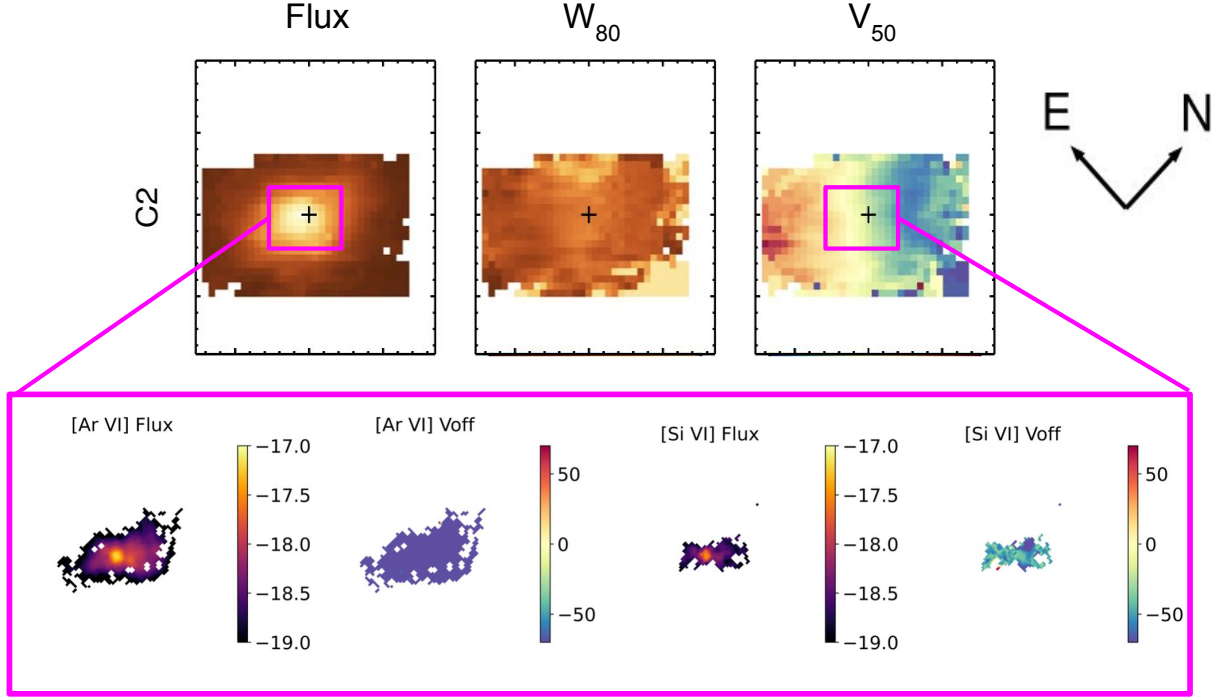 Flux W₈₀ V₅₀
E N
C2
[Ar VI] Flux [Ar VI] Voff [Si VI] Flux [Si VI] Voff
−17.0 50 −17.0 50
−17.5 −17.5
−18.0 0 −18.0 0
−18.5 −18.5
−50 −50
−19.0 −19.0